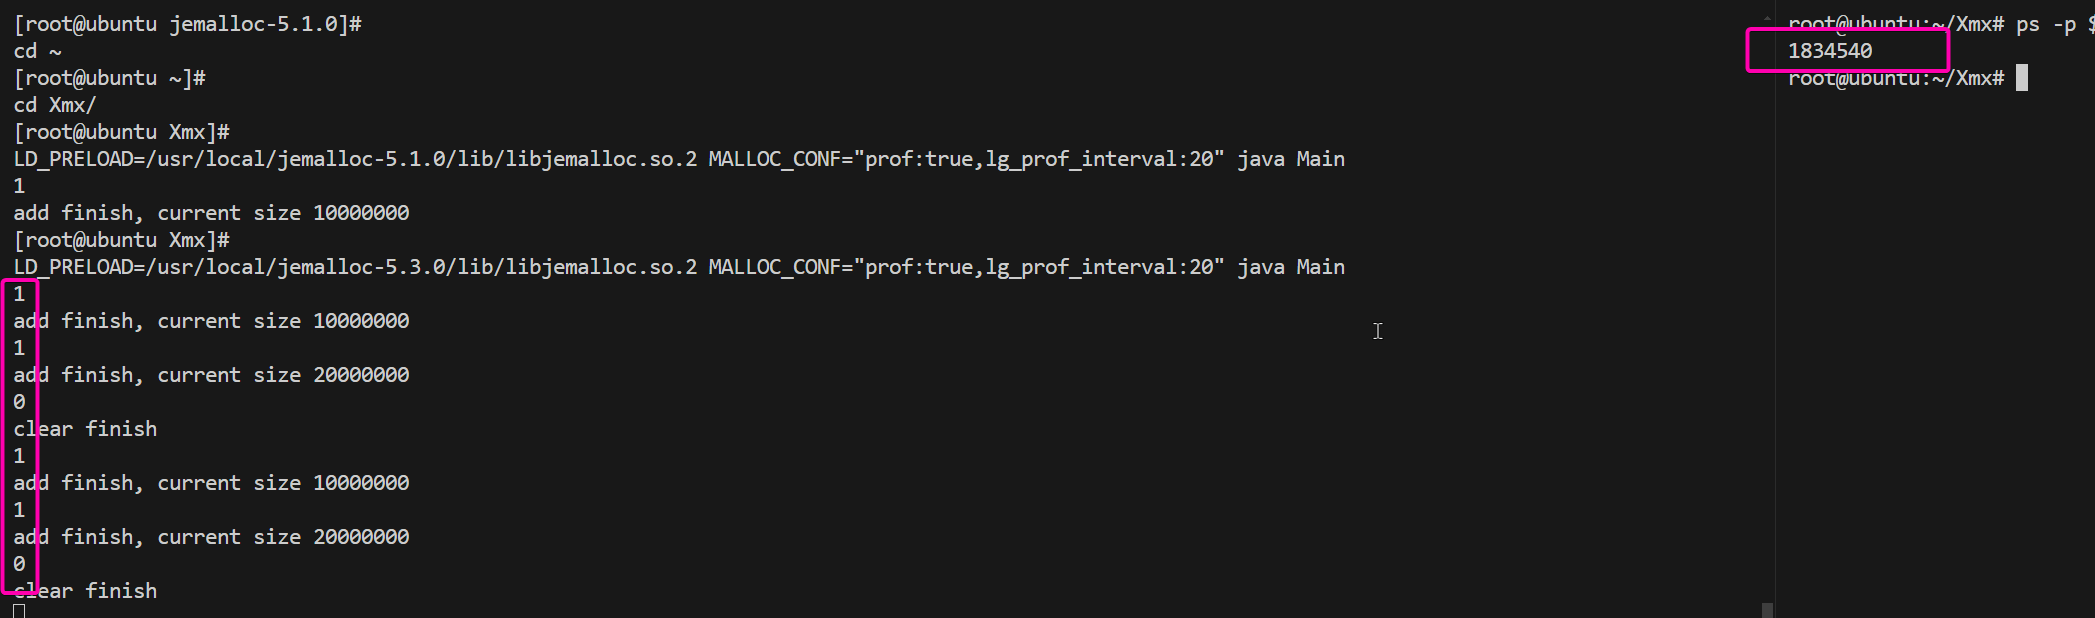 [root@ubuntu jemalloc-5.1.0]#
cd ~
[root@ubuntu ~]#
cd Xmx/
[root@ubuntu Xmx]#
LD_PRELOAD=/usr/local/jemalloc-5.1.0/lib/libjemalloc.so.2 MALLOC_CONF="prof:true,lg_prof_interval:20" java Main
1
add finish, current size 10000000
[root@ubuntu Xmx]#
LD_PRELOAD=/usr/local/jemalloc-5.3.0/lib/libjemalloc.so.2 MALLOC_CONF="prof:true,lg_prof_interval:20" java Main
1
add finish, current size 10000000
1
add finish, current size 20000000
0
clear finish
1
add finish, current size 10000000
1
add finish, current size 20000000
0
clear finish
root@ubuntu:~/Xmx# ps -p $
1834540
root@ubuntu:~/Xmx#